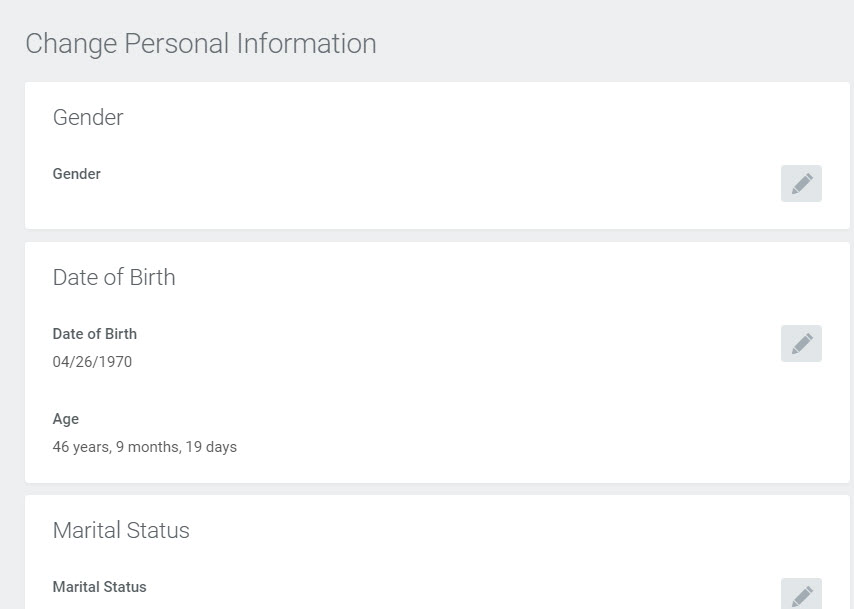 Change Personal Information
Gender
Gender
Date of Birth
Date of Birth
04/26/1970
Age
46 years, 9 months, 19 days
Marital Status
Marital Status